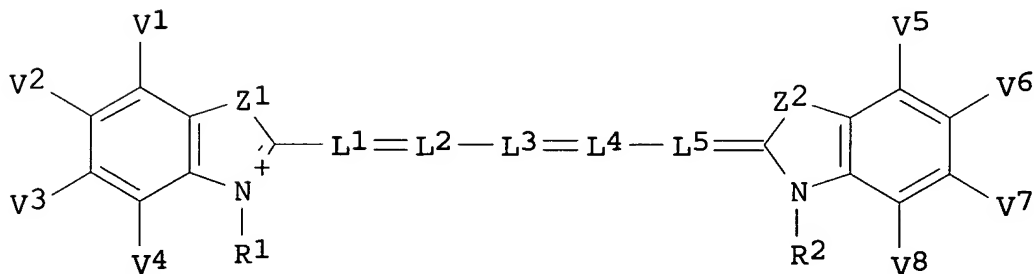 V1 V5
V2 Z1 Z2 V6
L1=L2—L3=L4—L5
+
V3 N N V7
V4 R1 R2 V8